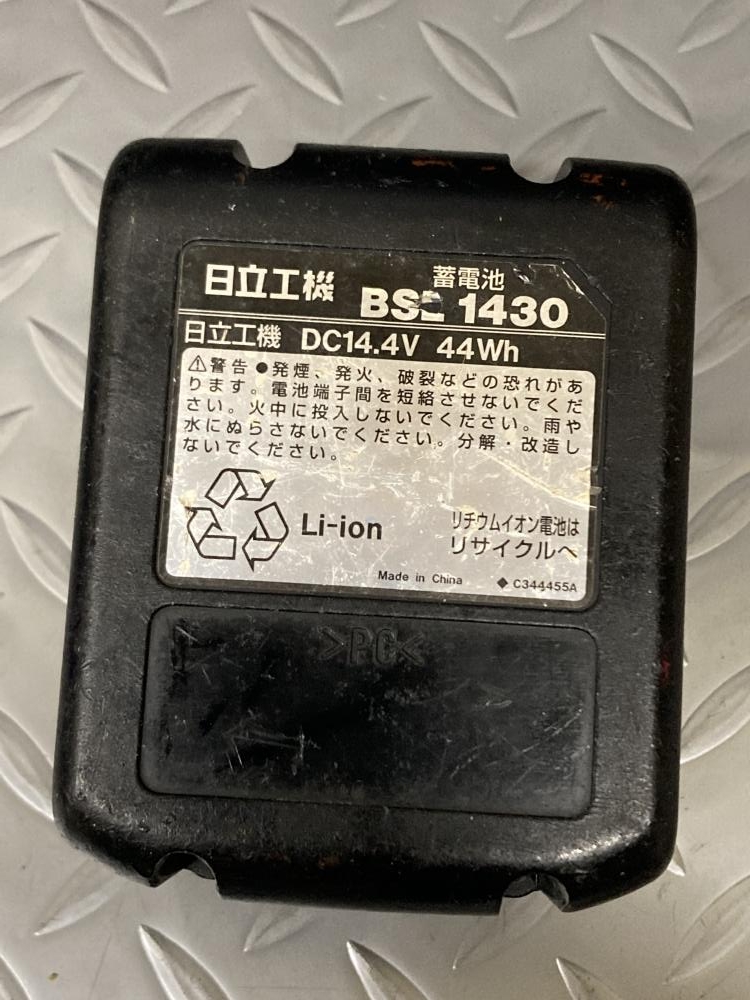 日立工機 蓄電池
1430
日立工機 DC14.4V 44Wh
⚠警告 ●発煙、発火、破裂などの恐れがあ
ります。電池端子間を短絡させないでくだ
さい。火中に投入しないでください。雨や
水にぬらさないでください。分解・改造し
ないでください。
Li-ion
リチウムイオン電池は
リサイクルへ
Made in China ◆ C344455A
>PC<